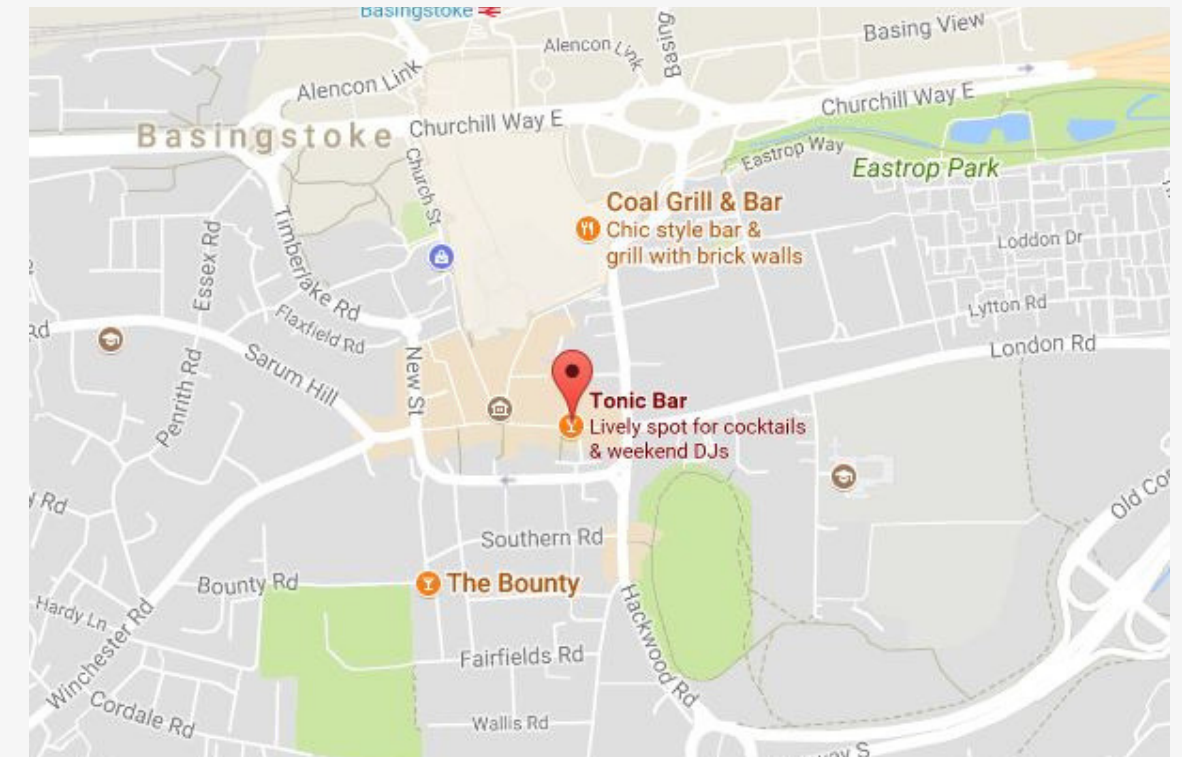 Basingstoke
Basing View
Alencon Link
Basing
Alencon Link
Churchill Way E
Churchill Way E
Basingstoke
Eastrop Way
Church St
Eastrop Park
Coal Grill & Bar
Chic style bar &
grill with brick walls
Essex Rd
Timberlake Rd
Loddon Dr
Lytton Rd
Flaxfield Rd
London Rd
Sarum Hill
New St
Penrith Rd
Tonic Bar
Lively spot for cocktails
& weekend DJs
Rd
Old Co
Southern Rd
Bounty Rd
The Bounty
Hardy Ln
Hackwood Rd
Winchester Rd
Fairfields Rd
Cordale Rd
Wallis Rd